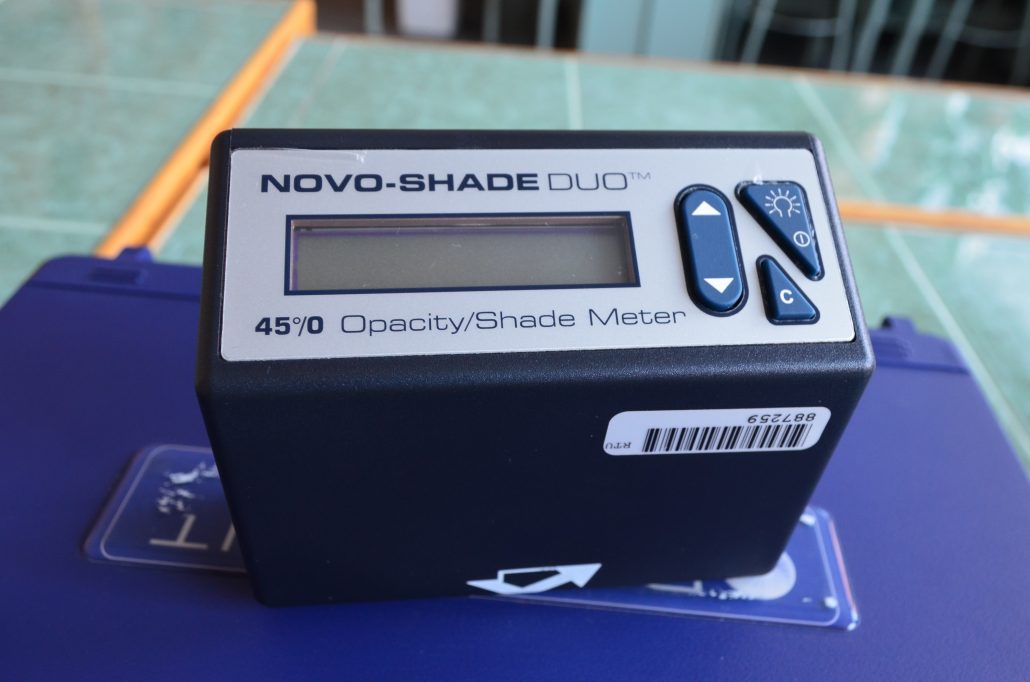 NOVO-SHADE DUO™
45°/0 Opacity/Shade Meter
C
887259
RTU